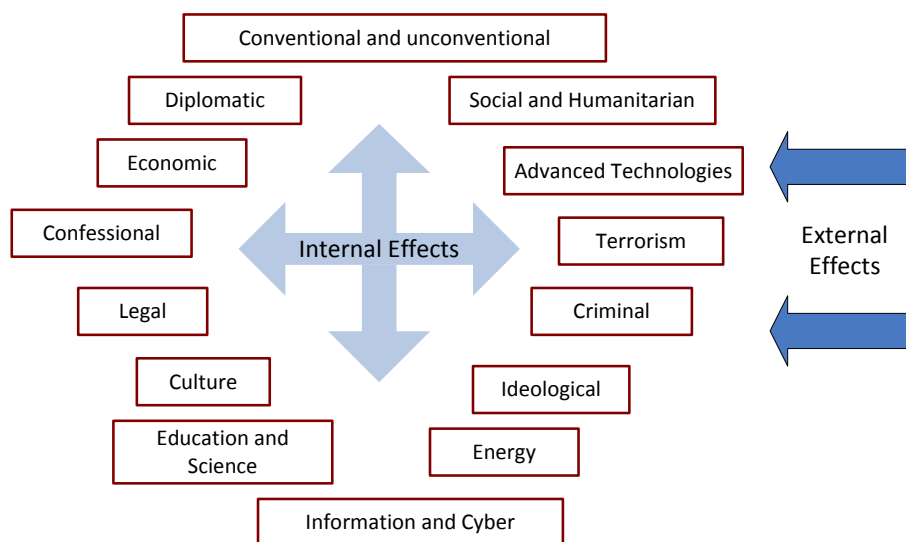 Conventional and unconventional
Diplomatic
Social and Humanitarian
Economic
Advanced Technologies
Confessional
Internal Effects
Terrorism
External
Effects
Legal
Criminal
Culture
Ideological
Education and
Science
Energy
Information and Cyber